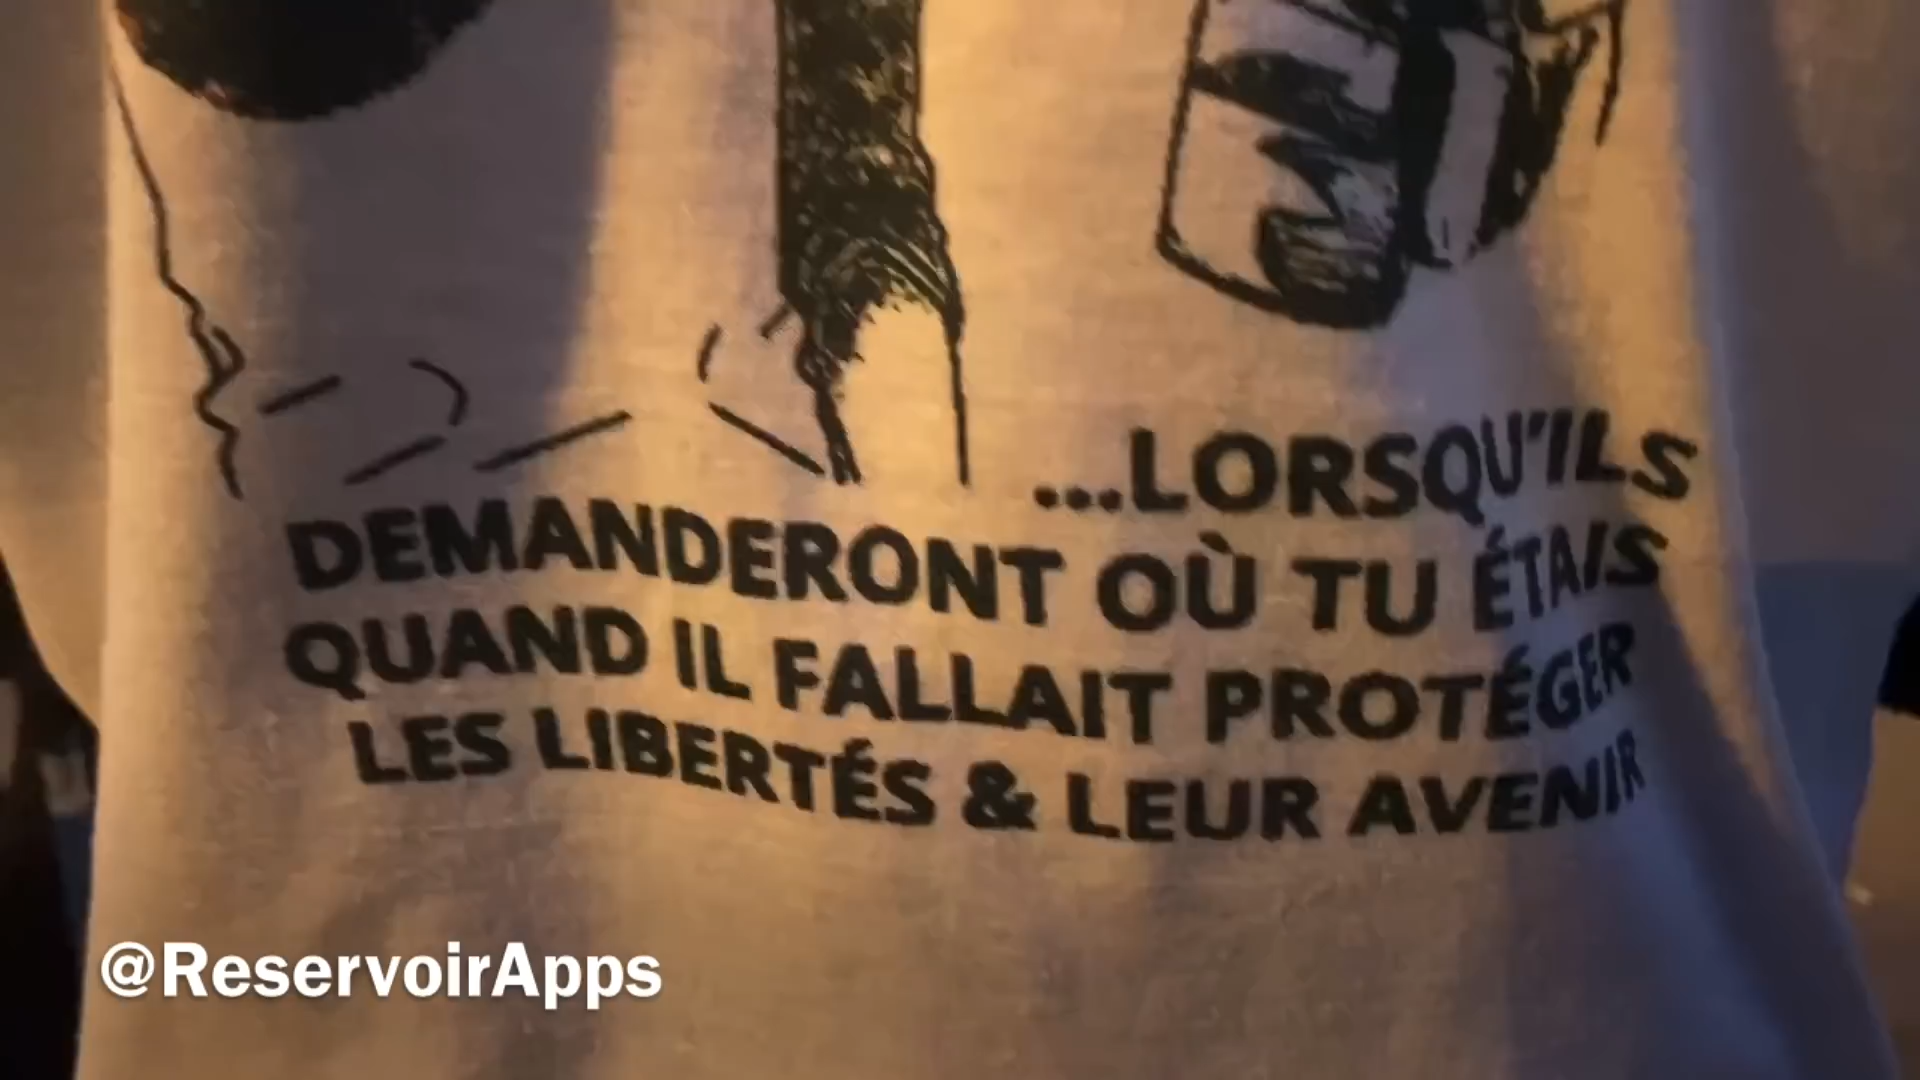 ...LORSQU'ILS
DEMANDERONT OÙ TU ÉTAIS
QUAND IL FALLAIT PROTÉGER
LES LIBERTÉS & LEUR AVENIR
@ReservoirApps